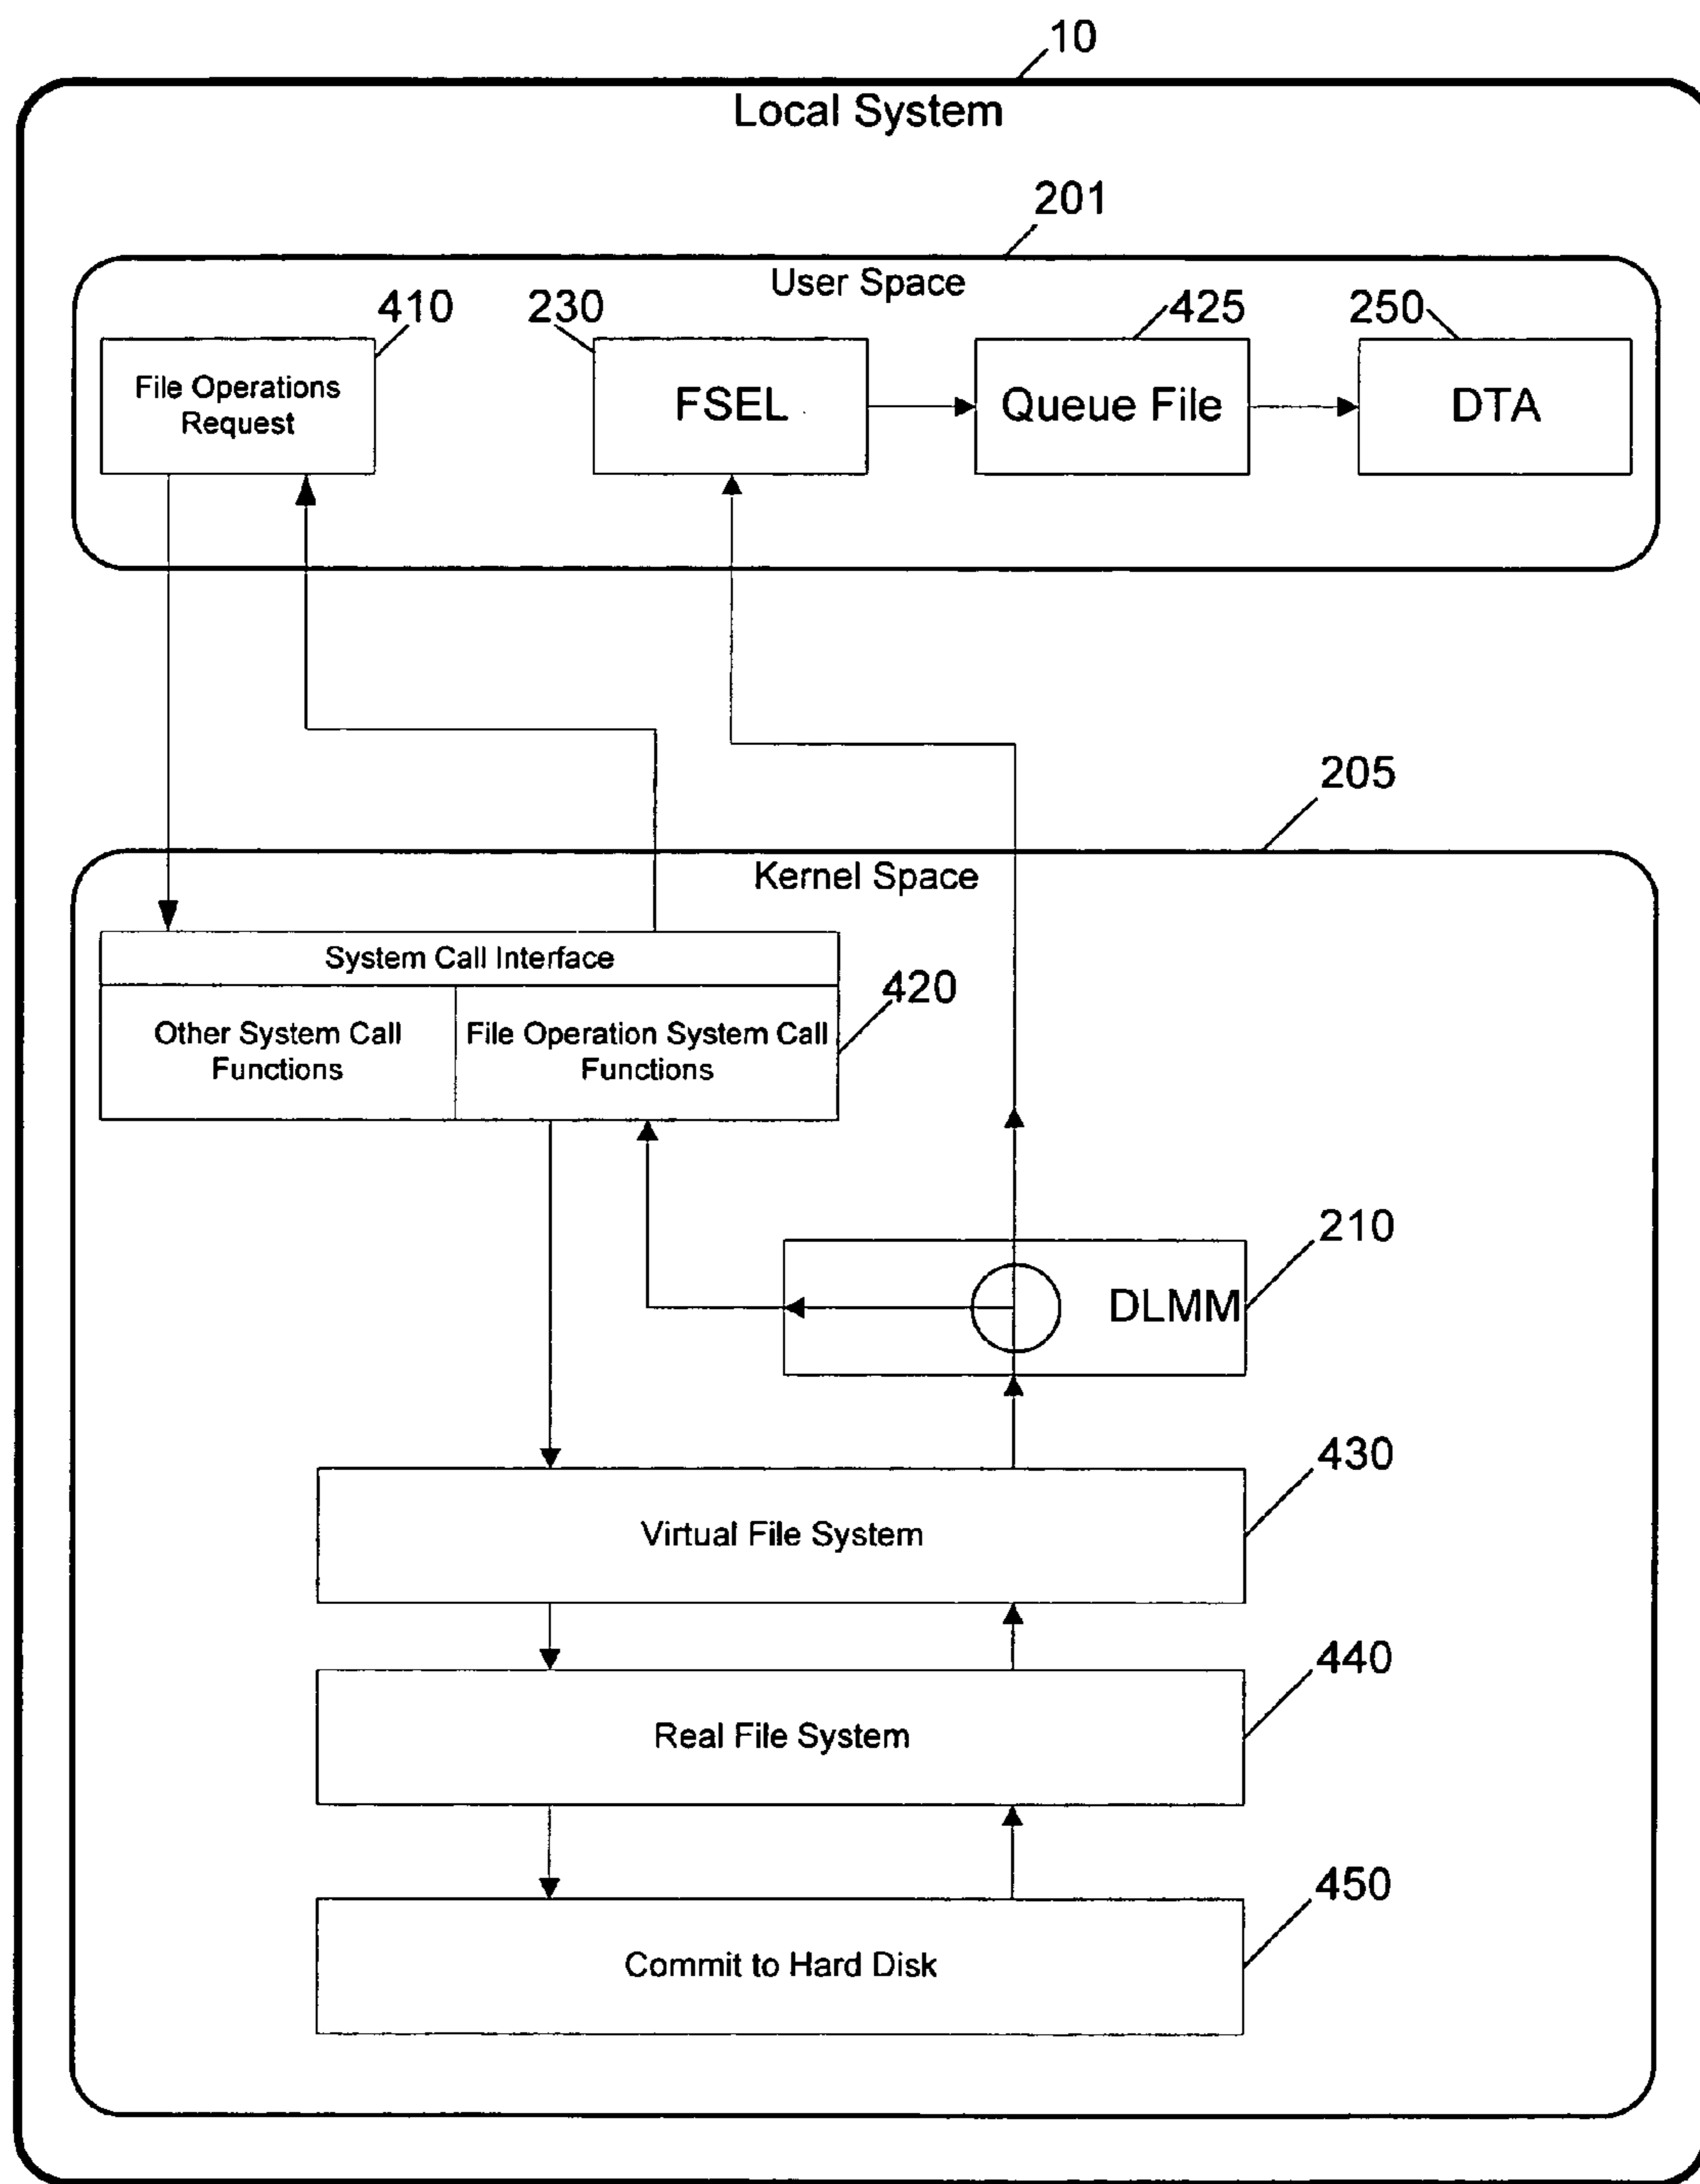 10
Local System
201
User Space
410
230
425
250
File Operations
Request
FSEL
Queue File
DTA
205
Kernel Space
System Call Interface
420
Other System Call
Functions
File Operation System Call
Functions
210
DLMM
430
Virtual File System
440
Real File System
450
Commit to Hard Disk